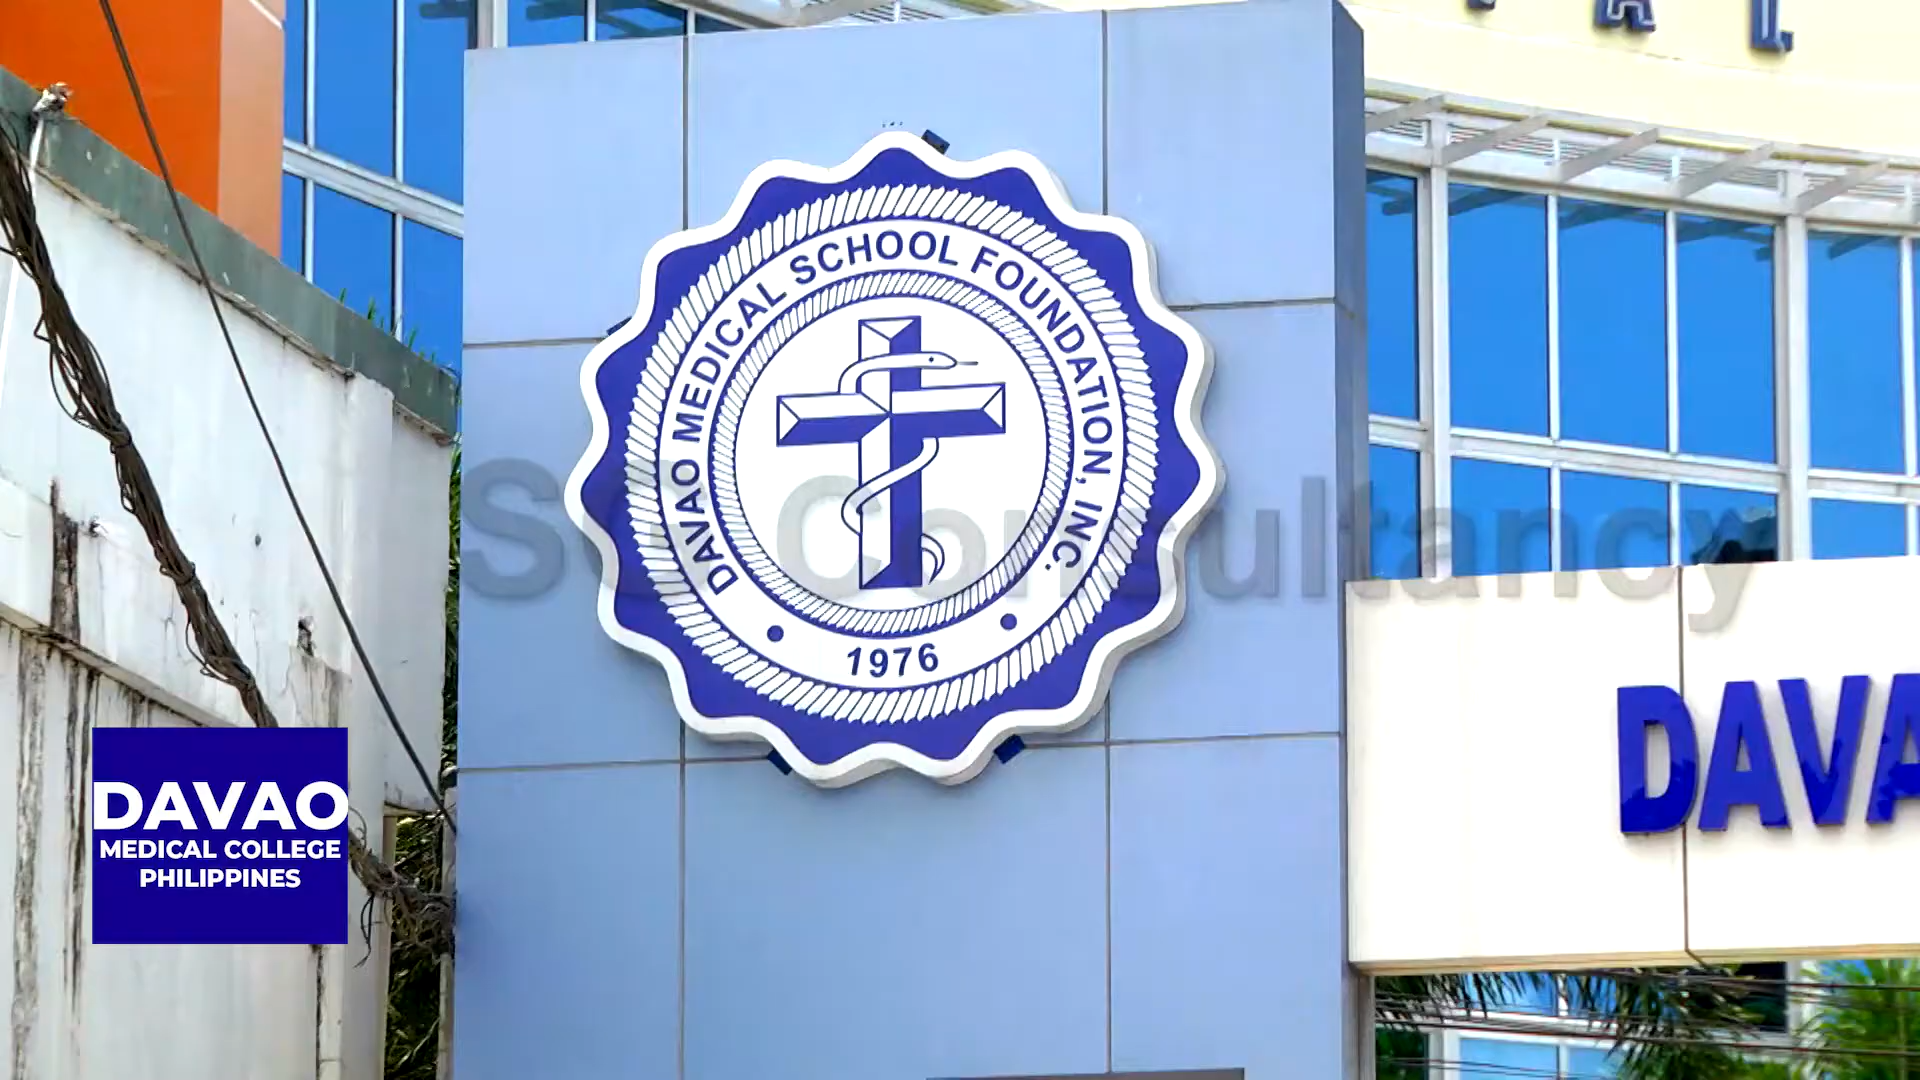 DAVAO MEDICAL SCHOOL FOUNDATION, INC.
1976
DAVA
DAVAO
MEDICAL COLLEGE
PHILIPPINES